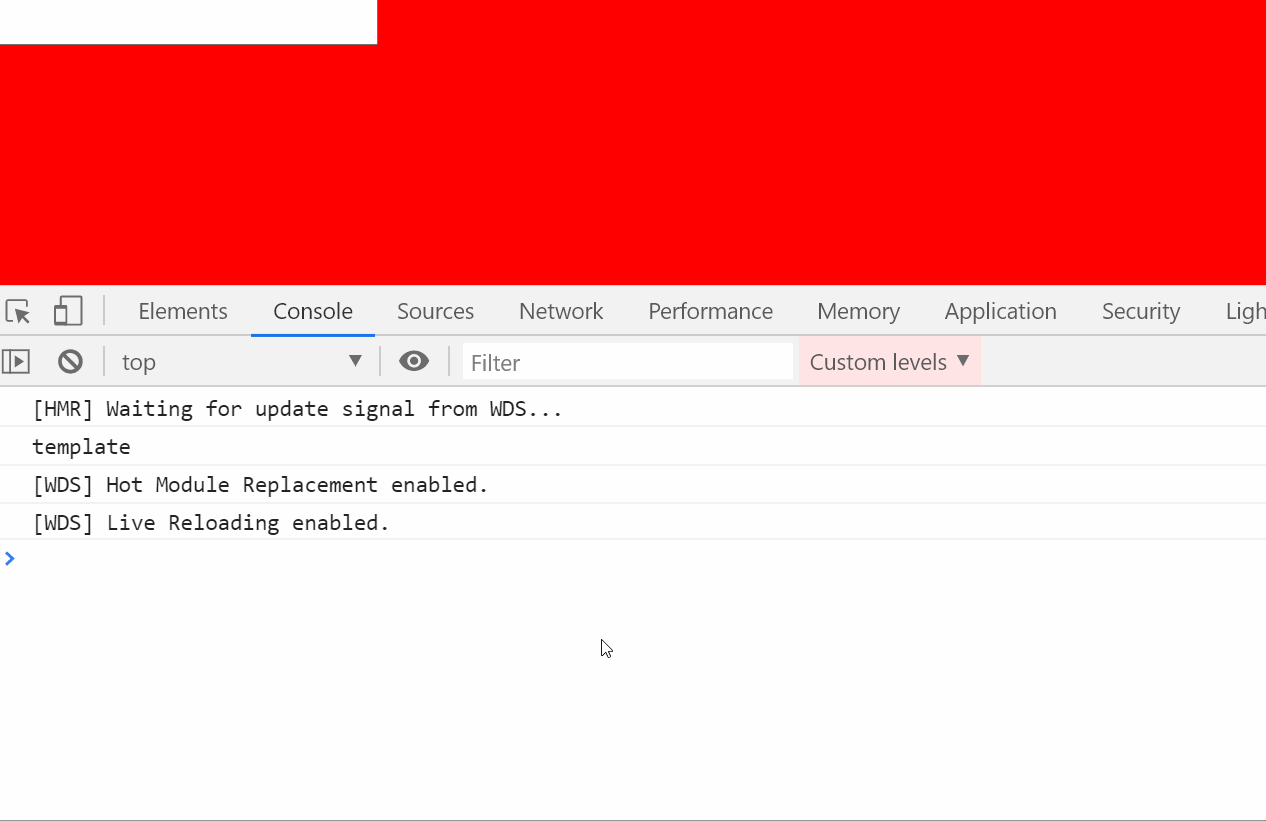 Elements Console Sources Network Performance Memory Application Security Ligh
top Filter Custom levels
[HMR] Waiting for update signal from WDS...
template
[WDS] Hot Module Replacement enabled.
[WDS] Live Reloading enabled.